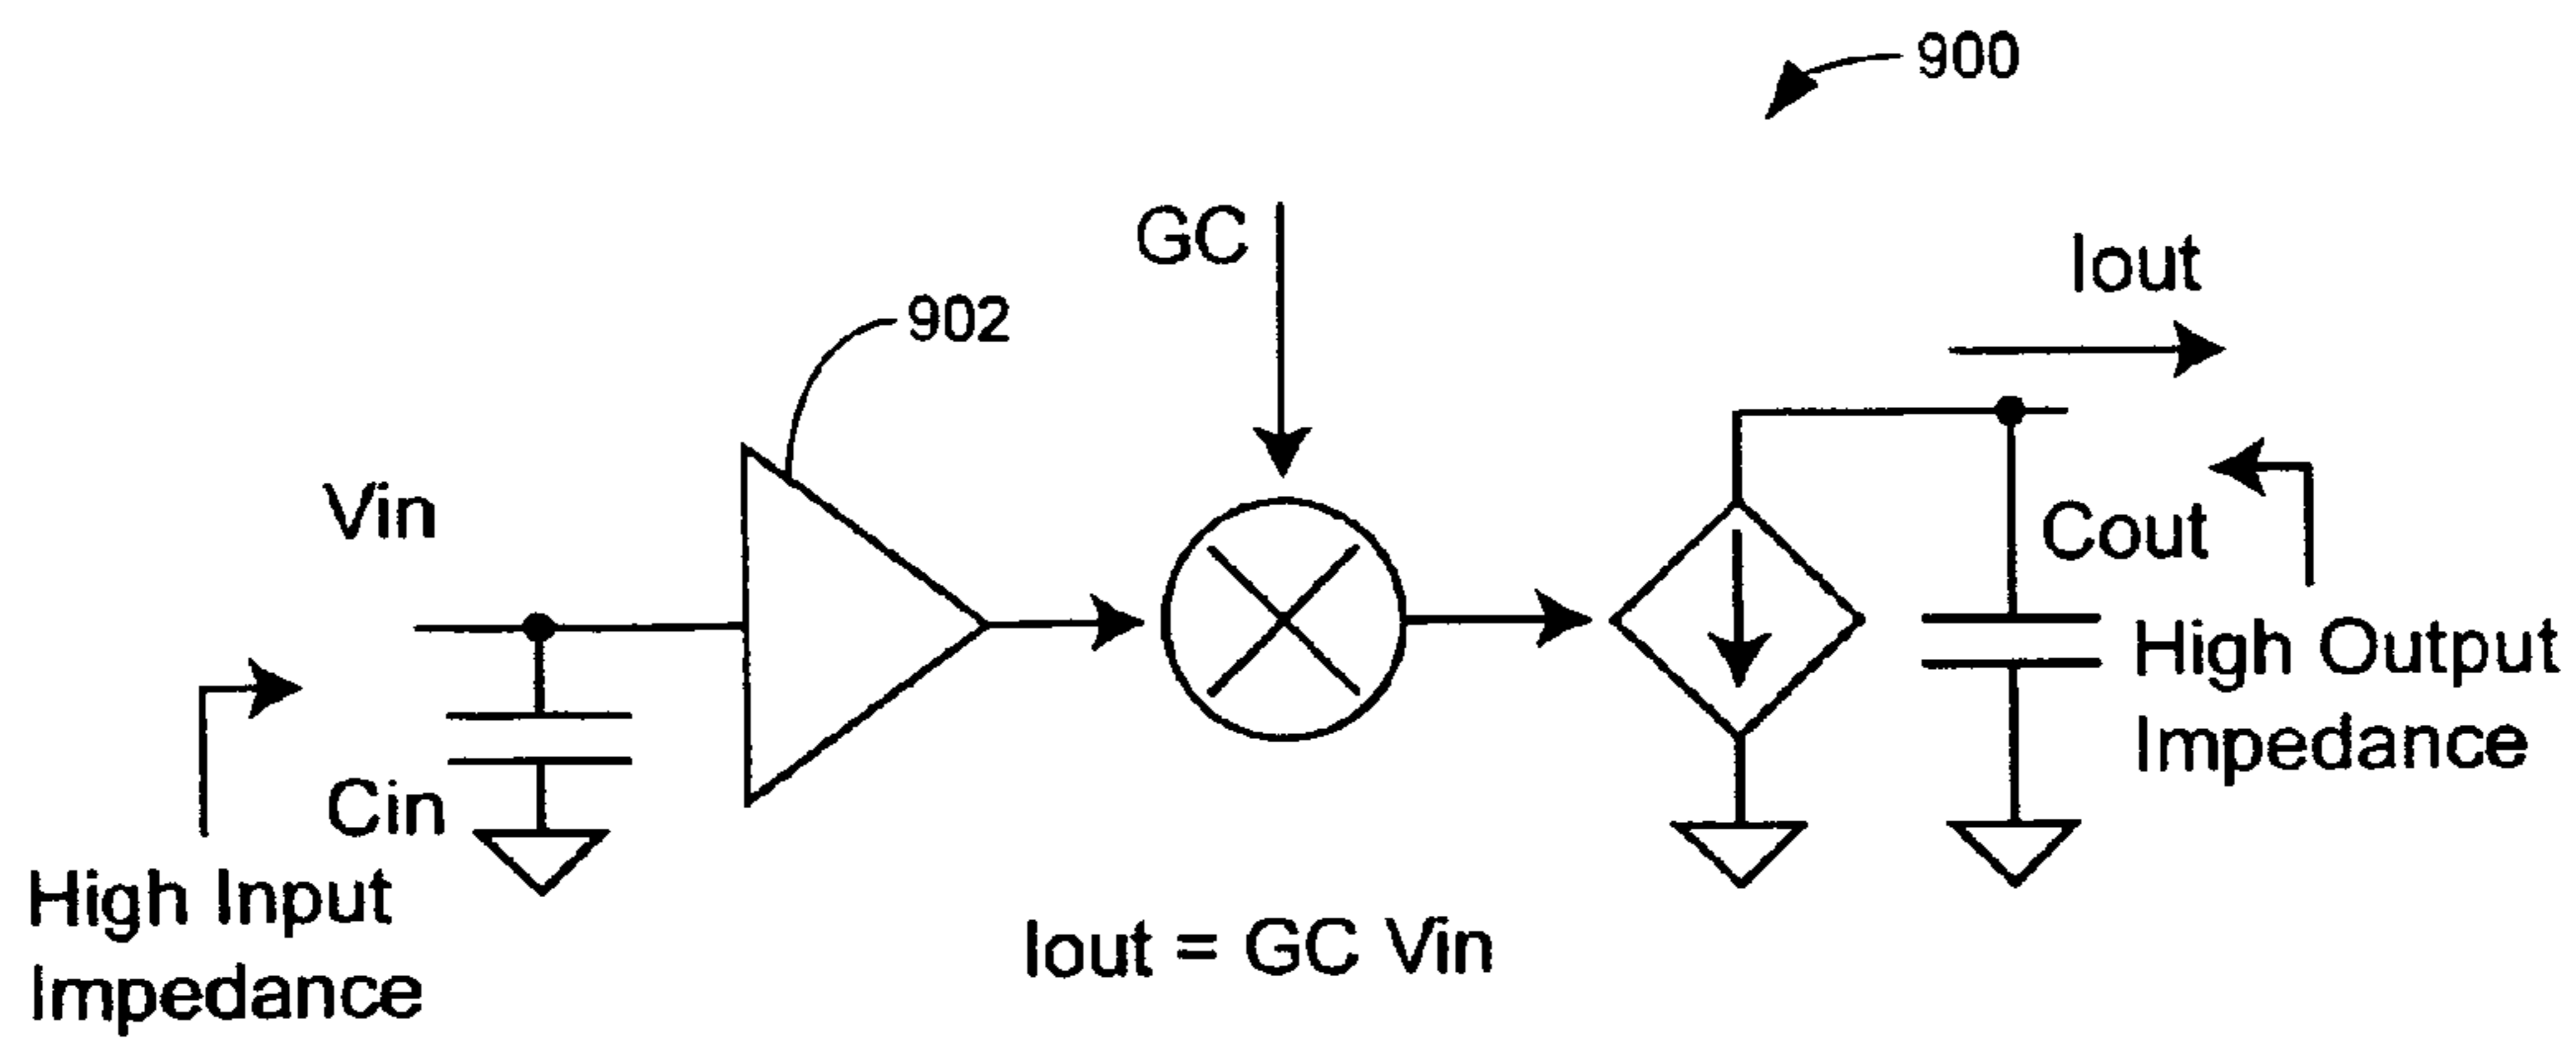 900
GC
Iout
902
Vin
Cout
Cin
High Output
Impedance
High Input
Impedance
Iout = GC Vin